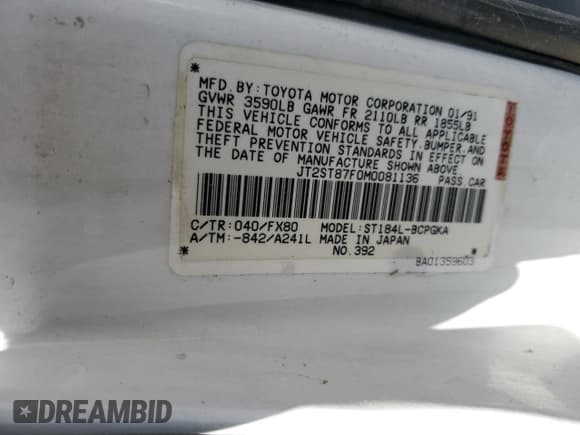 MFD.BY:TOYOTA MOTOR CORPORATION 01/91
GVWR 3590LB GAWR FR 2110LB RR 1855LB
THIS VEHICLE CONFORMS TO ALL APPLICABLE
FEDERAL MOTOR VEHICLE SAFETY,BUMPER,AND
THEFT PREVENTION STANDARDS IN EFFECT ON
THE DATE OF MANUFACTURE SHOWN ABOVE.
JT2ST87F0M0081136 PASS.CAR
C/TR:040/FX80 MODEL:ST184L-BCPGKA
A/TM:-842/A241L MADE IN JAPAN
NO.392
BA01359603
DREAMBID